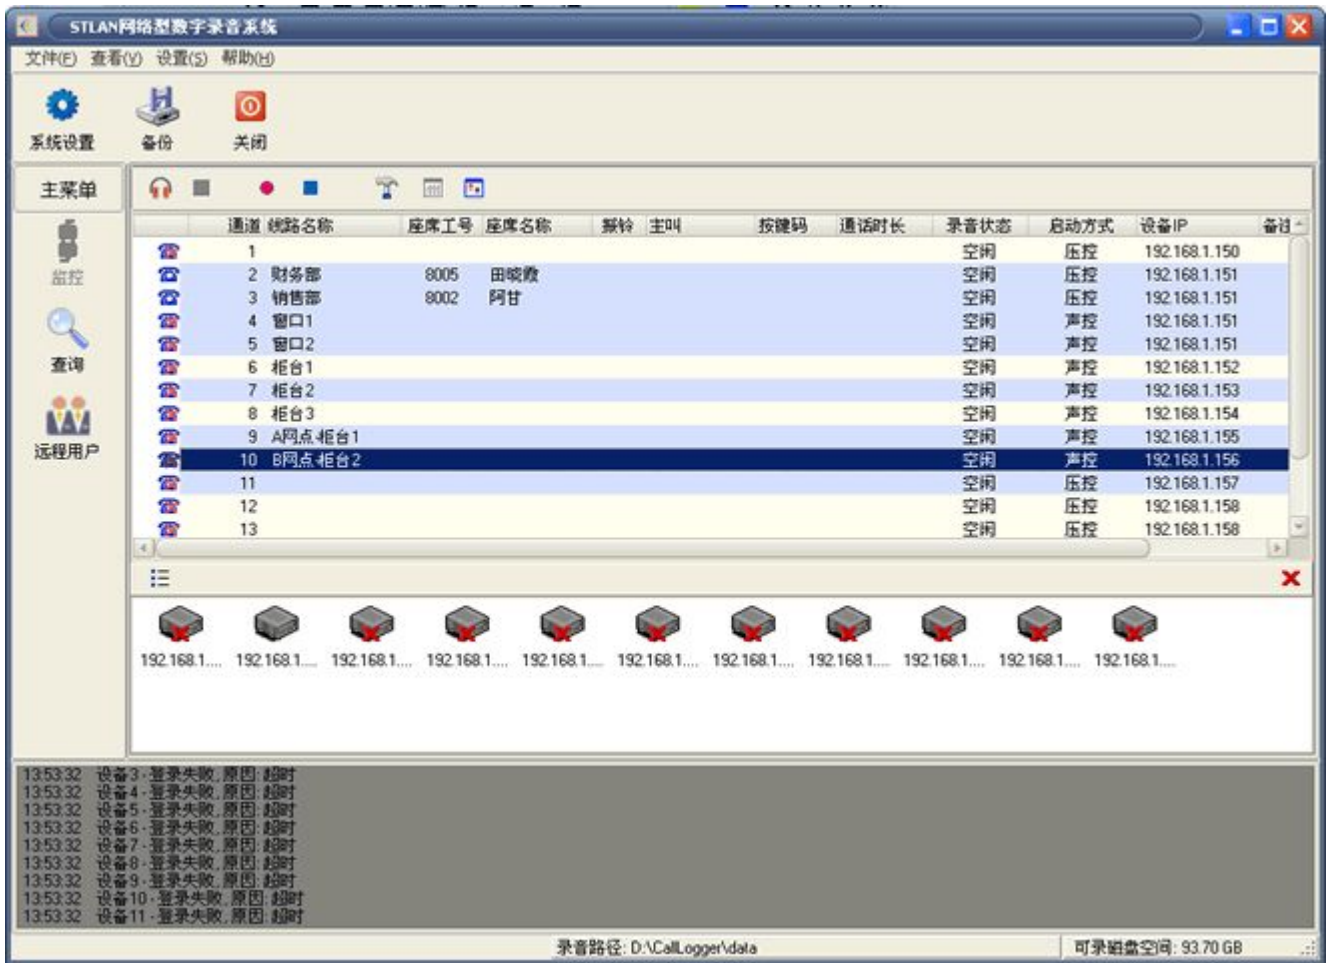 STLAN网络型数字录音系统
文件(F) 查看(V) 设置(S) 帮助(H)
系统设置 备份 关闭
主菜单
监控
查询
远程用户
通道 线路名称 座席工号 座席名称 振铃 主叫 按键码 通话时长 录音状态 启动方式 设备IP
1 空闲 压控 192.168.1.150
2 财务部 8005 田晓霞 空闲 压控 192.168.1.151
3 销售部 8002 阿甘 空闲 压控 192.168.1.151
4 窗口1 空闲 声控 192.168.1.151
5 窗口2 空闲 声控 192.168.1.151
6 柜台1 空闲 声控 192.168.1.152
7 柜台2 空闲 声控 192.168.1.153
8 柜台3 空闲 声控 192.168.1.154
9 A网点-柜台1 空闲 声控 192.168.1.155
10 B网点-柜台2 空闲 声控 192.168.1.156
11 空闲 压控 192.168.1.157
12 空闲 压控 192.168.1.158
13 空闲 压控 192.168.1.158
192.168.1.... 192.168.1.... 192.168.1.... 192.168.1.... 192.168.1.... 192.168.1.... 192.168.1.... 192.168.1.... 192.168.1.... 192.168.1.... 192.168.1....
13:53:32 设备3 - 登录失败, 原因: 超时
13:53:32 设备4 - 登录失败, 原因: 超时
13:53:32 设备5 - 登录失败, 原因: 超时
13:53:32 设备6 - 登录失败, 原因: 超时
13:53:32 设备7 - 登录失败, 原因: 超时
13:53:32 设备8 - 登录失败, 原因: 超时
13:53:32 设备9 - 登录失败, 原因: 超时
13:53:32 设备10 - 登录失败, 原因: 超时
13:53:32 设备11 - 登录失败, 原因: 超时
录音路径: D:\CallLogger\data 可录磁盘空间: 93.70 GB